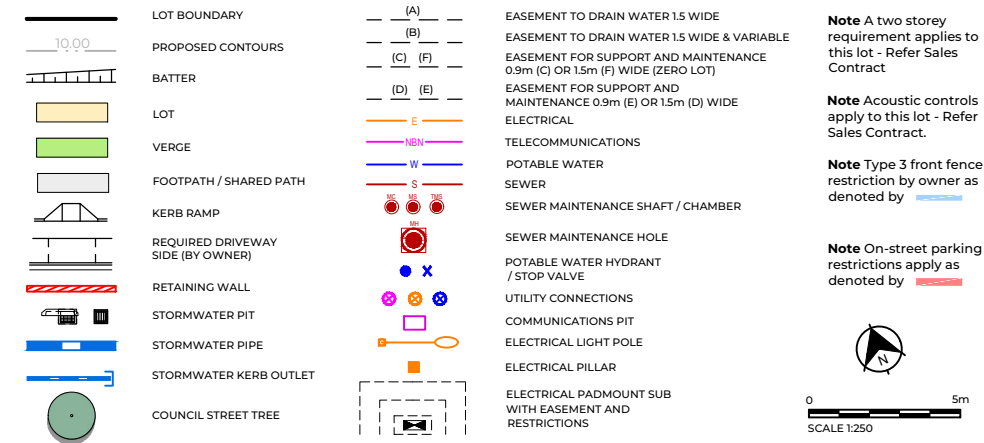 LOT BOUNDARY
10.00
PROPOSED CONTOURS
BATTER
LOT
VERGE
FOOTPATH / SHARED PATH
KERB RAMP
REQUIRED DRIVEWAY
SIDE (BY OWNER)
RETAINING WALL
STORMWATER PIT
STORMWATER PIPE
STORMWATER KERB OUTLET
COUNCIL STREET TREE
(A)
EASEMENT TO DRAIN WATER 1.5 WIDE
(B)
EASEMENT TO DRAIN WATER 1.5 WIDE & VARIABLE
(C) (F)
EASEMENT FOR SUPPORT AND MAINTENANCE
0.9m (C) OR 1.5m (F) WIDE (ZERO LOT)
(D) (E)
EASEMENT FOR SUPPORT AND
MAINTENANCE 0.9m (E) OR 1.5m (D) WIDE
E
ELECTRICAL
NBN
TELECOMMUNICATIONS
W
POTABLE WATER
S
SEWER
MC MS TMS
SEWER MAINTENANCE SHAFT / CHAMBER
MH
SEWER MAINTENANCE HOLE
POTABLE WATER HYDRANT
/ STOP VALVE
UTILITY CONNECTIONS
COMMUNICATIONS PIT
ELECTRICAL LIGHT POLE
ELECTRICAL PILLAR
ELECTRICAL PADMOUNT SUB
WITH EASEMENT AND
RESTRICTIONS
Note A two storey
requirement applies to
this lot - Refer Sales
Contract
Note Acoustic controls
apply to this lot - Refer
Sales Contract.
Note Type 3 front fence
restriction by owner as
denoted by
Note On-street parking
restrictions apply as
denoted by
N
0 5m
SCALE 1:250